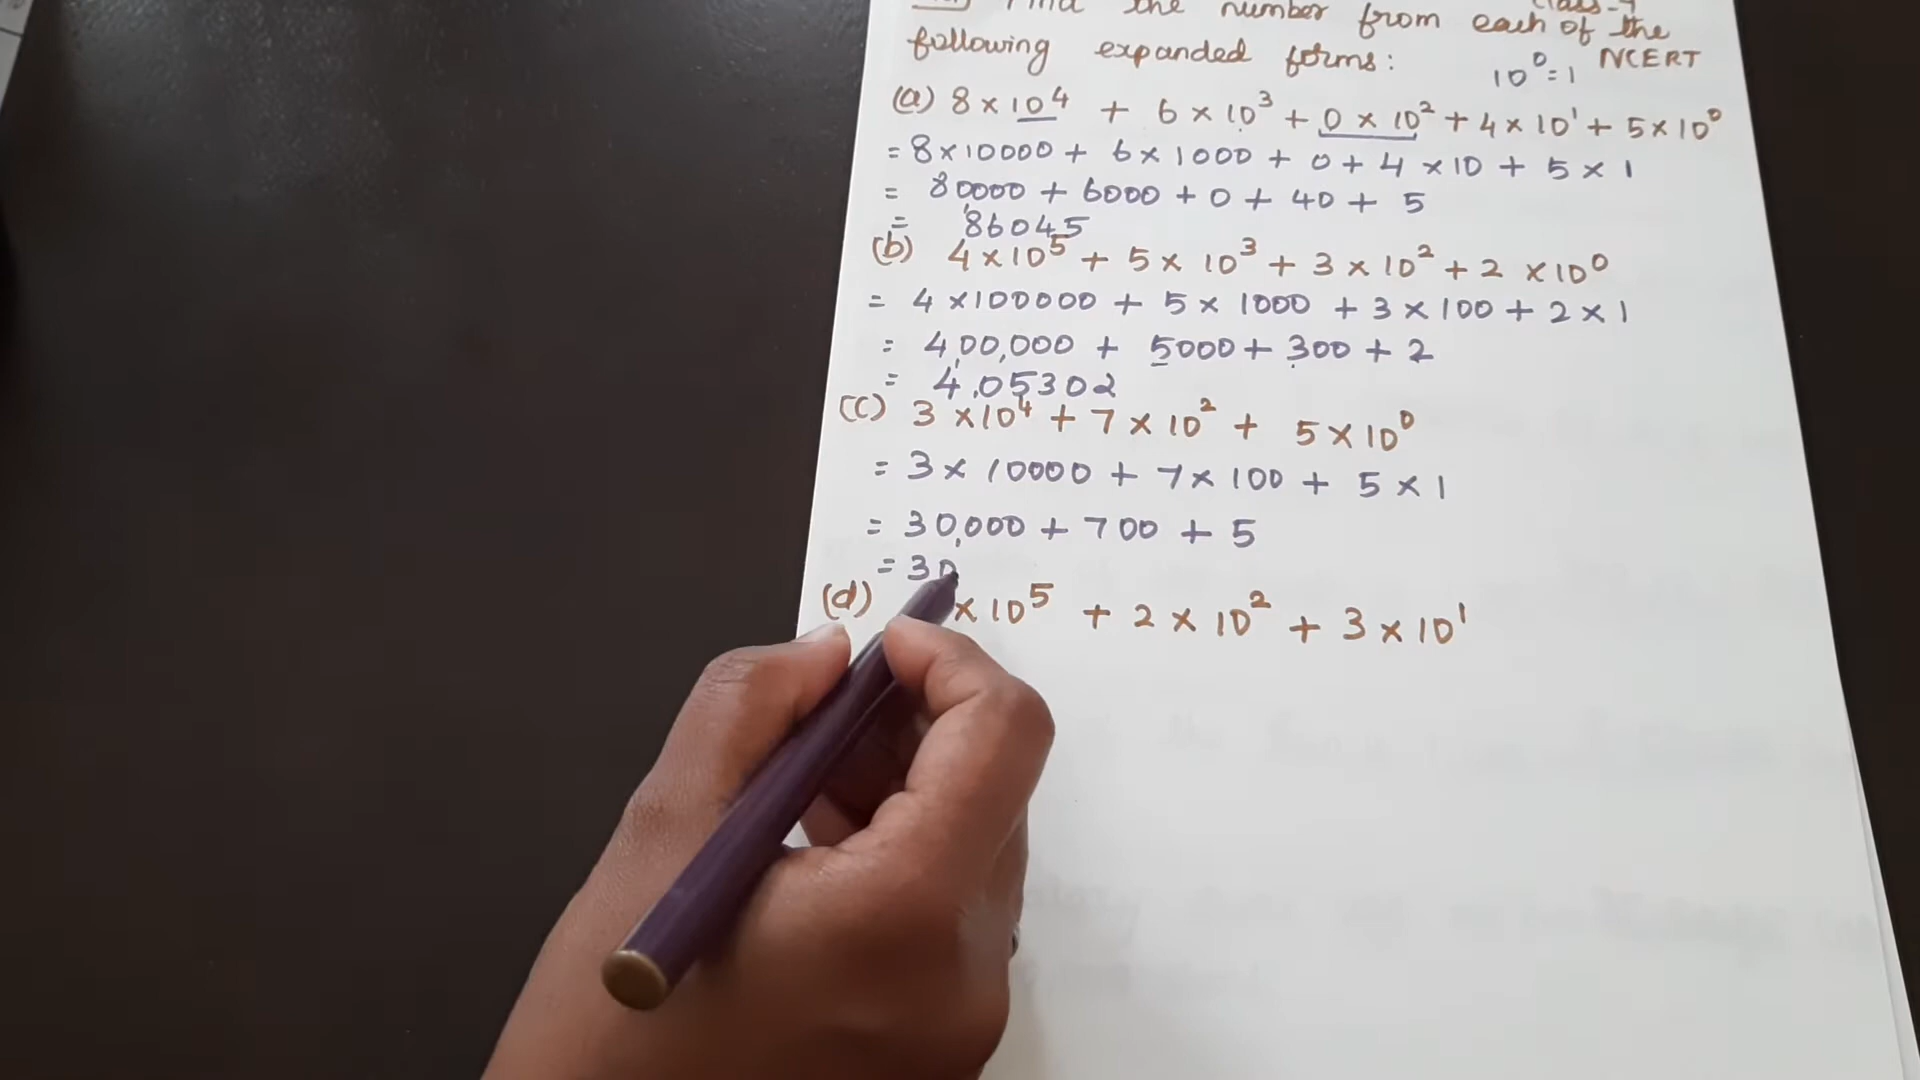 the number from each of the
following expanded forms: NCERT
10⁰=1
(a) 8 × 10⁴ + 6 × 10³ + 0 × 10² + 4 × 10¹ + 5 × 10⁰
= 8 × 10000 + 6 × 1000 + 0 + 4 × 10 + 5 × 1
= 80000 + 6000 + 0 + 40 + 5
= 86045
(b) 4 × 10⁵ + 5 × 10³ + 3 × 10² + 2 × 10⁰
= 4 × 100000 + 5 × 1000 + 3 × 100 + 2 × 1
= 4,00,000 + 5000 + 300 + 2
= 4,05302
(c) 3 × 10⁴ + 7 × 10² + 5 × 10⁰
= 3 × 10000 + 7 × 100 + 5 × 1
= 30,000 + 700 + 5
= 30
(d) × 10⁵ + 2 × 10² + 3 × 10¹